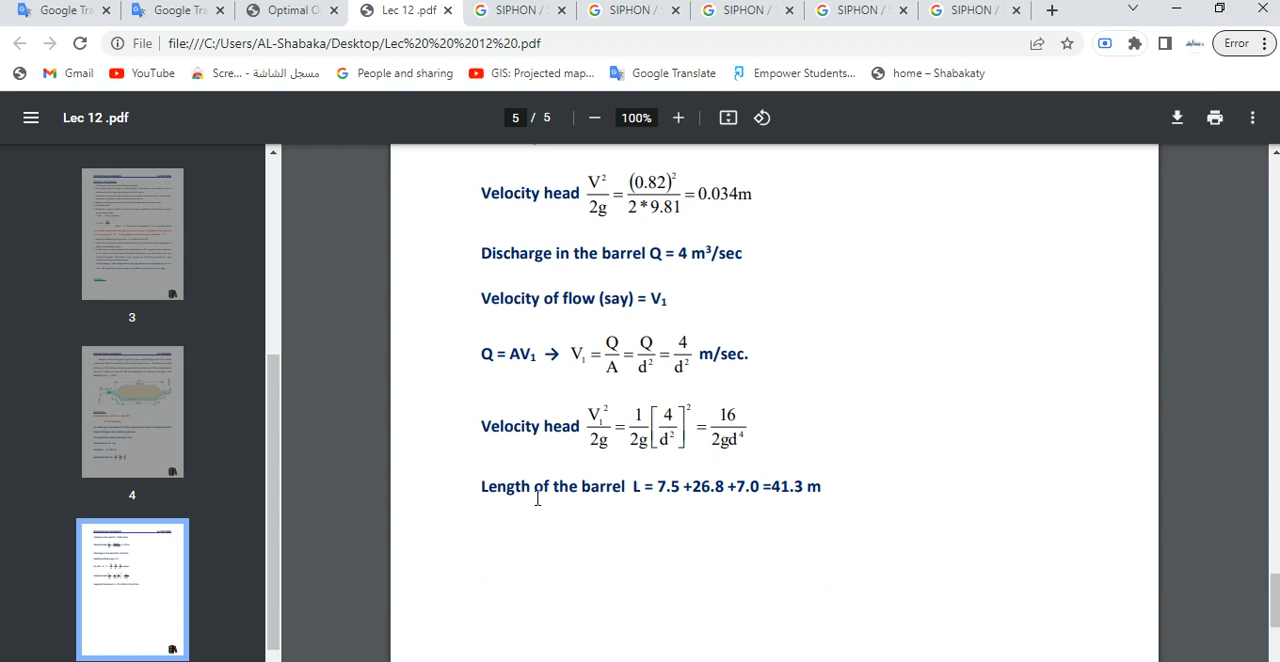 Google Tra
Google Tra
Optimal O
Lec 12 .pdf
SIPHON /
SIPHON /
SIPHON /
SIPHON /
SIPHON /
File
file:///C:/Users/AL-Shabaka/Desktop/Lec%20%20%2012%20.pdf
Error
Gmail
YouTube
Scre... - مسجل الشاشة
People and sharing
GIS: Projected map...
Google Translate
Empower Students...
home – Shabakaty
Lec 12 .pdf
5 / 5
100%
3
4
Velocity head V²/2g = (0.82)²/2*9.81 = 0.034m
Discharge in the barrel Q = 4 m³/sec
Velocity of flow (say) = V₁
Q = AV₁ → V₁ = Q/A = Q/d² = 4/d² m/sec.
Velocity head V₁²/2g = 1/2g [4/d²]² = 16/2gd⁴
Length of the barrel L = 7.5 +26.8 +7.0 =41.3 m